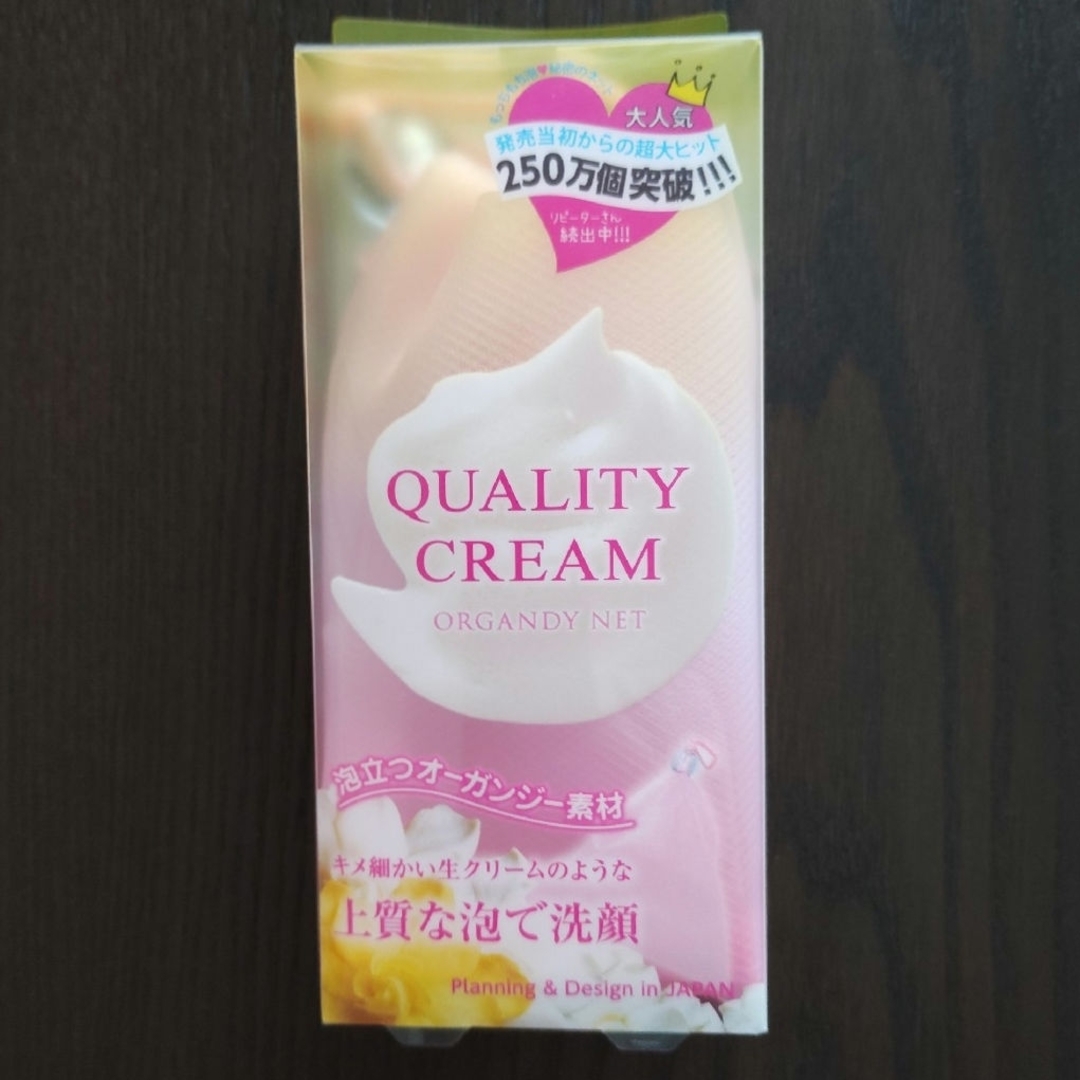 もっちもち泡♥秘密のネット
大人気
発売当初からの超大ヒット
250万個突破!!!
リピーターさん
続出中!!!
QUALITY
CREAM
ORGANDY NET
泡立つオーガンジー素材
キメ細かい生クリームのような
上質な泡で洗顔
Planning & Design in JAPAN